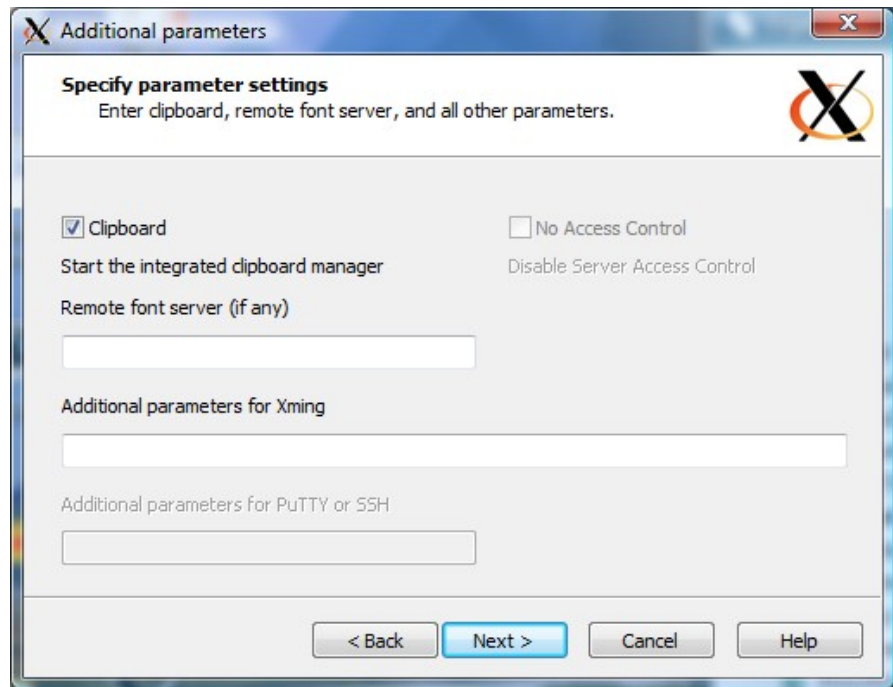 Additional parameters
Specify parameter settings
Enter clipboard, remote font server, and all other parameters.
Clipboard
No Access Control
Start the integrated clipboard manager
Disable Server Access Control
Remote font server (if any)
Additional parameters for Xming
Additional parameters for PuTTY or SSH
< Back
Next >
Cancel
Help